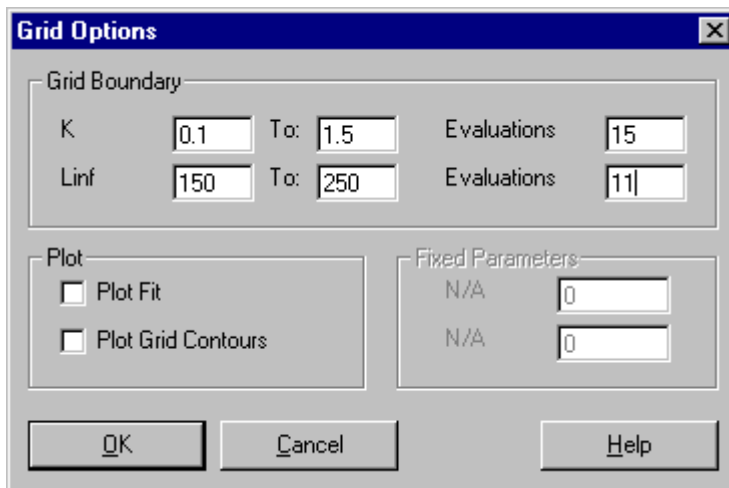 Grid Options
Grid Boundary
K 0.1 To: 1.5 Evaluations 15
Linf 150 To: 250 Evaluations 11
Plot
Plot Fit
Plot Grid Contours
Fixed Parameters
N/A 0
N/A 0
OK Cancel Help